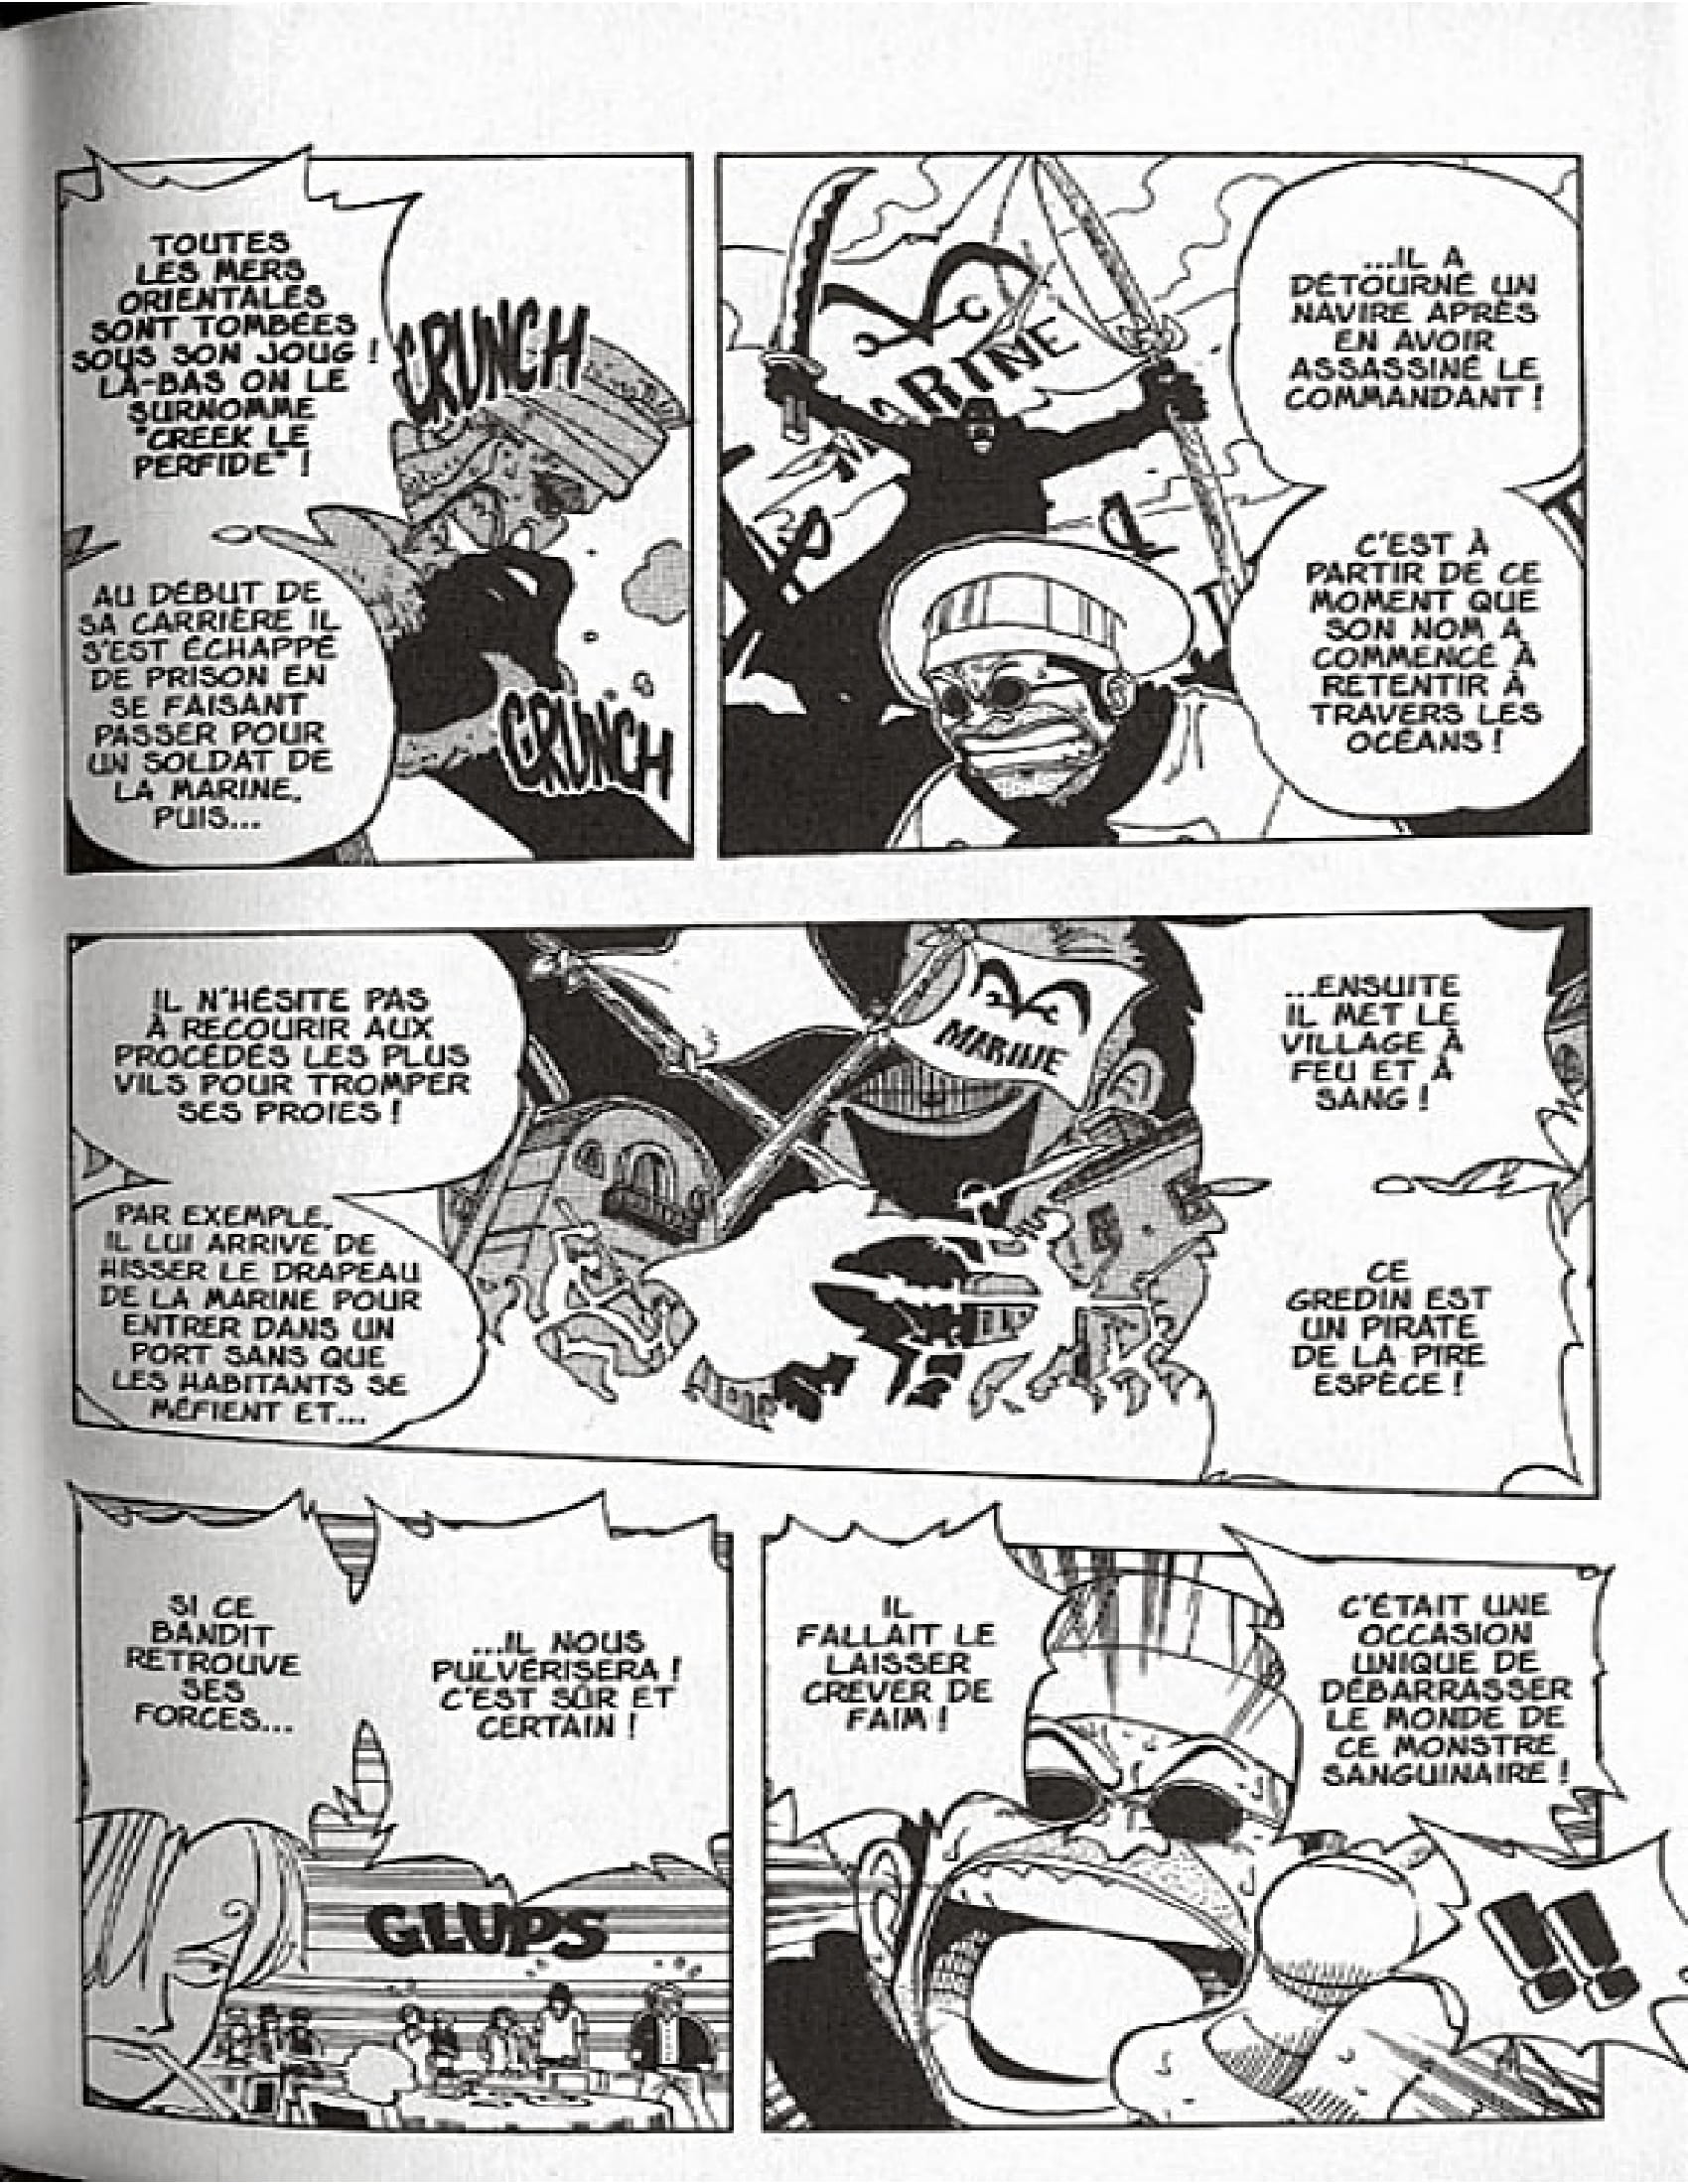 TOUTES
LES MERS
ORIENTALES
SONT TOMBÉES
SOUS SON JOUG !
LÀ-BAS ON LE
SURNOMME
"CREEK LE
PERFIDE" !
CRUNCH
AU DÉBUT DE
SA CARRIÈRE IL
S'EST ÉCHAPPÉ
DE PRISON EN
SE FAISANT
PASSER POUR
UN SOLDAT DE
LA MARINE,
PUIS...
CRUNCH
...IL A
DÉTOURNÉ UN
NAVIRE APRÈS
EN AVOIR
ASSASSINÉ LE
COMMANDANT !
MARINE
C'EST À
PARTIR DE CE
MOMENT QUE
SON NOM A
COMMENCÉ À
RETENTIR À
TRAVERS LES
OCÉANS !
IL N'HÉSITE PAS
À RECOURIR AUX
PROCÉDÉS LES PLUS
VILS POUR TROMPER
SES PROIES !
PAR EXEMPLE,
IL LUI ARRIVE DE
HISSER LE DRAPEAU
DE LA MARINE POUR
ENTRER DANS UN
PORT SANS QUE
LES HABITANTS SE
MÉFIENT ET...
MARINE
...ENSUITE
IL MET LE
VILLAGE À
FEU ET À
SANG !
CE
GREDIN EST
UN PIRATE
DE LA PIRE
ESPÈCE !
SI CE
BANDIT
RETROUVE
SES
FORCES...
...IL NOUS
PULVÉRISERA !
C'EST SÛR ET
CERTAIN !
GLUPS
IL
FALLAIT LE
LAISSER
CREVER DE
FAIM !
C'ÉTAIT UNE
OCCASION
UNIQUE DE
DÉBARRASSER
LE MONDE DE
CE MONSTRE
SANGUINAIRE !
!!